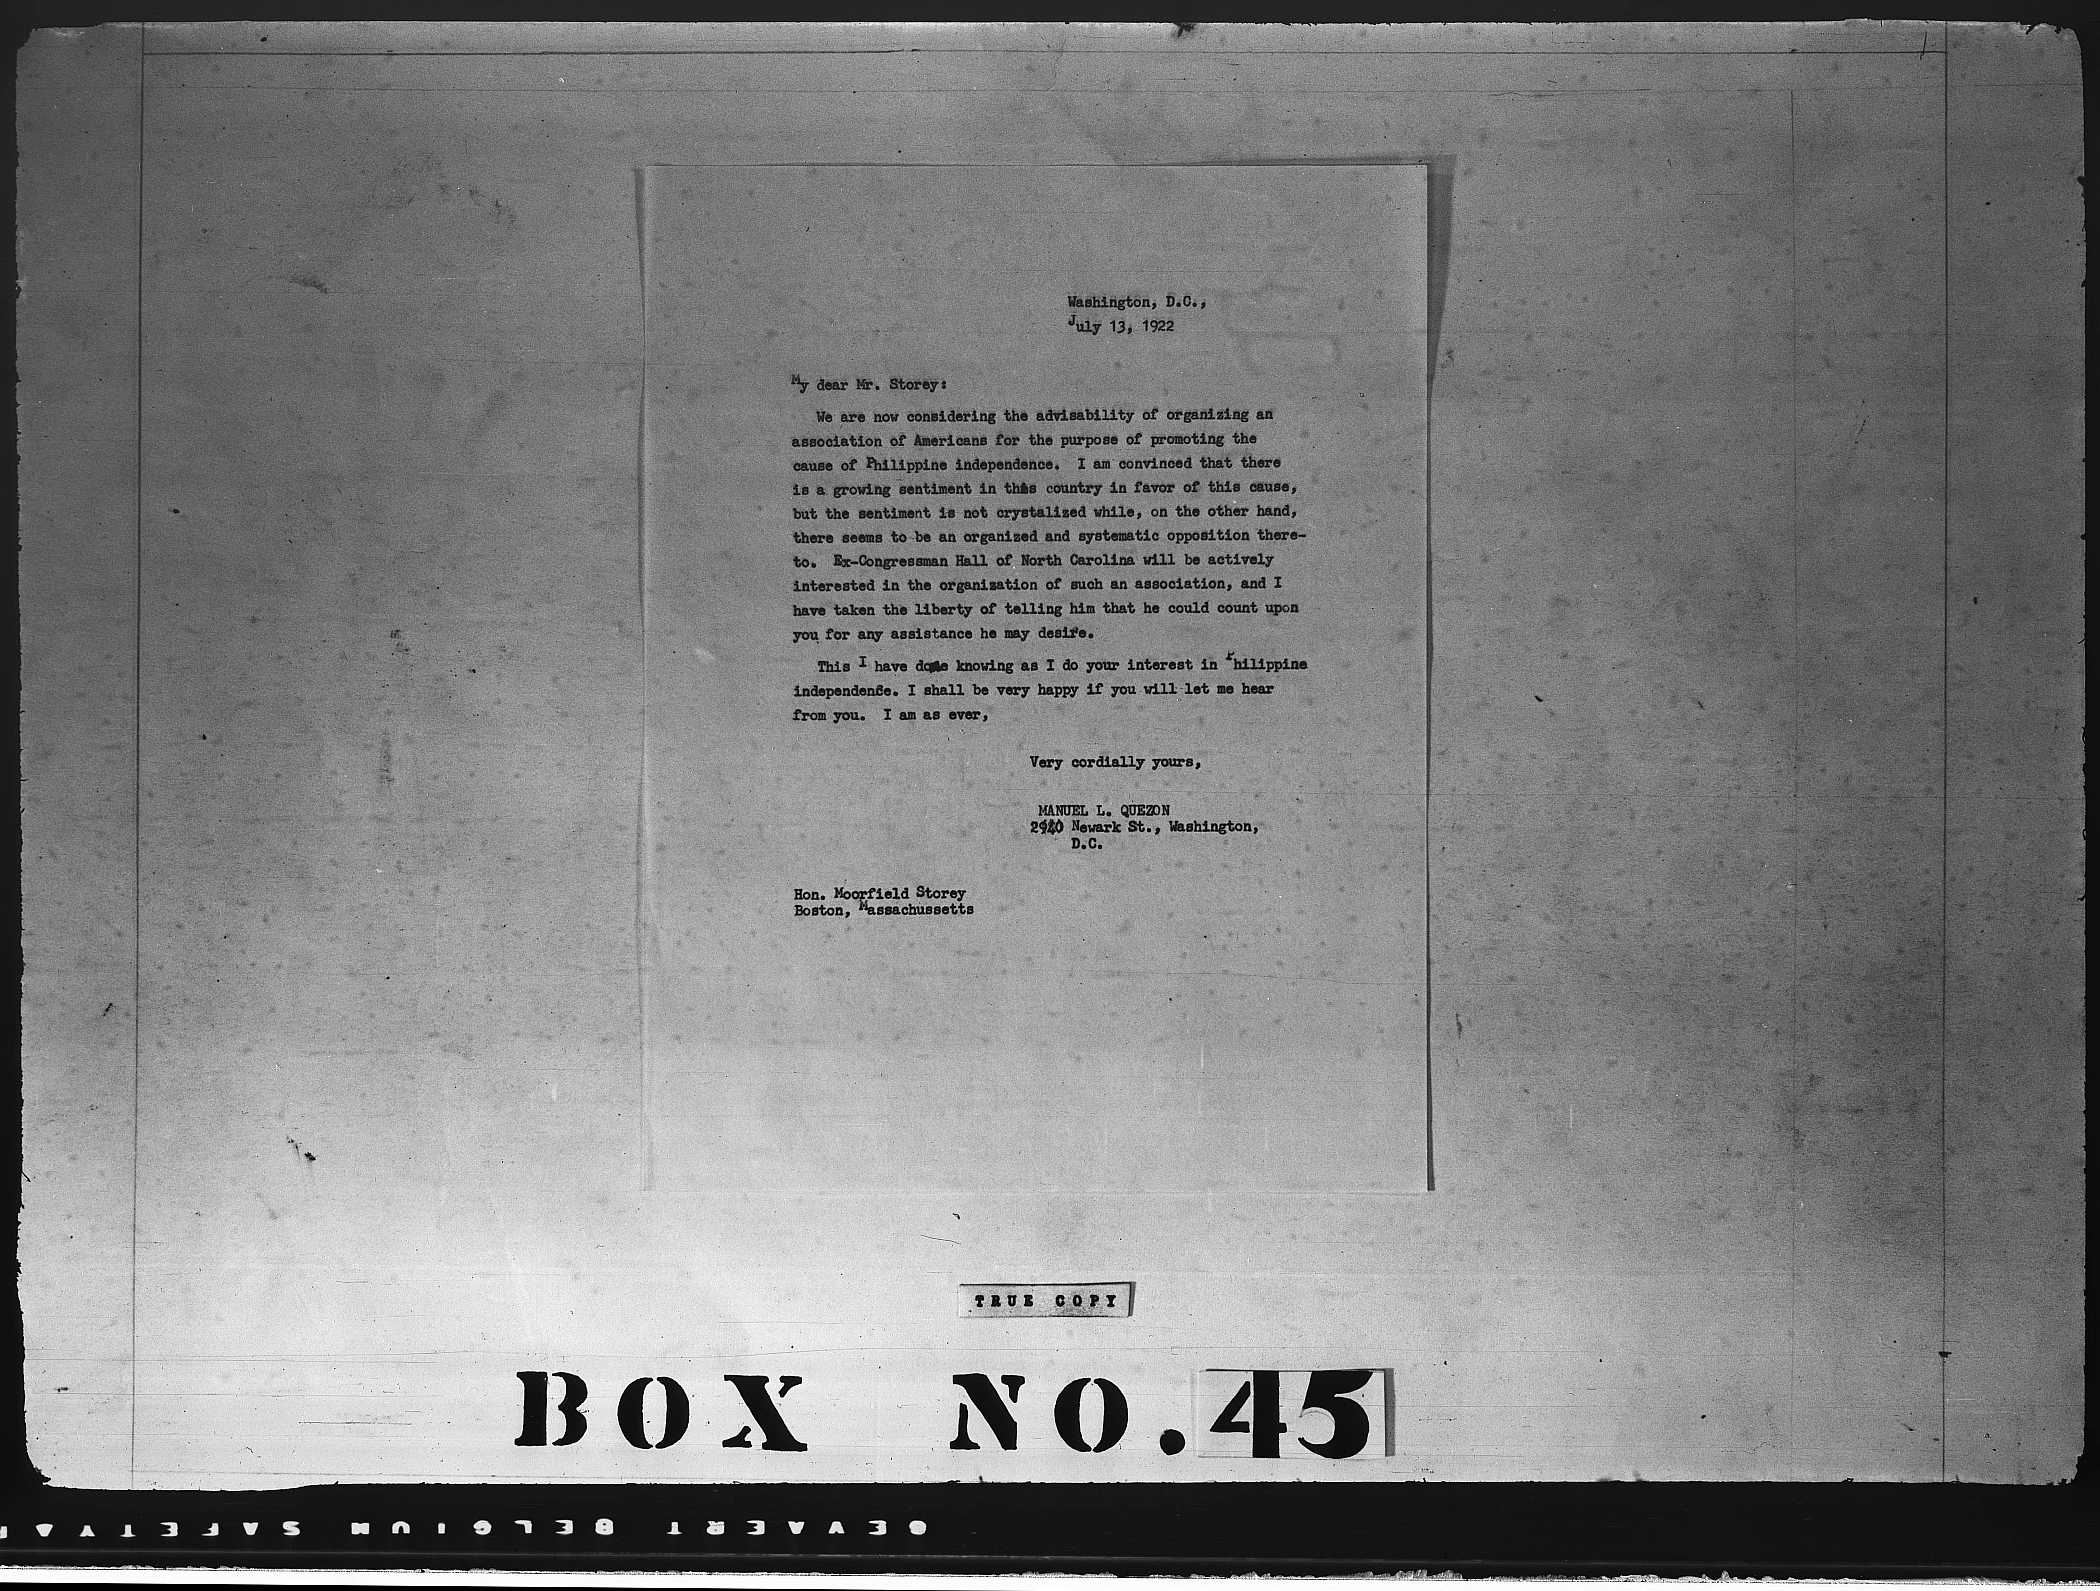 Washington, D.C.,
July 13, 1922
My dear Mr. Storey:
We are now considering the advisability of organizing an
association of Americans for the purpose of promoting the
cause of Philippine independence. I am convinced that there
is a growing sentiment in this country in favor of this cause,
but the sentiment is not crystalized while, on the other hand,
there seems to be an organized and systematic opposition there-
to. Ex-Congressman Hall of North Carolina will be actively
interested in the organization of such an association, and I
have taken the liberty of telling him that he could count upon
you for any assistance he may desire.
This I have done knowing as I do your interest in Philippine
independence. I shall be very happy if you will let me hear
from you. I am as ever,
Very cordially yours,
MANUEL L. QUEZON
Newark St., Washington,
D.C.
Hon. Moorfield Storey
Boston, Massachussetts
TRUE COPY
BOX NO. 45
GEVAERT BELGIUM SAFETY